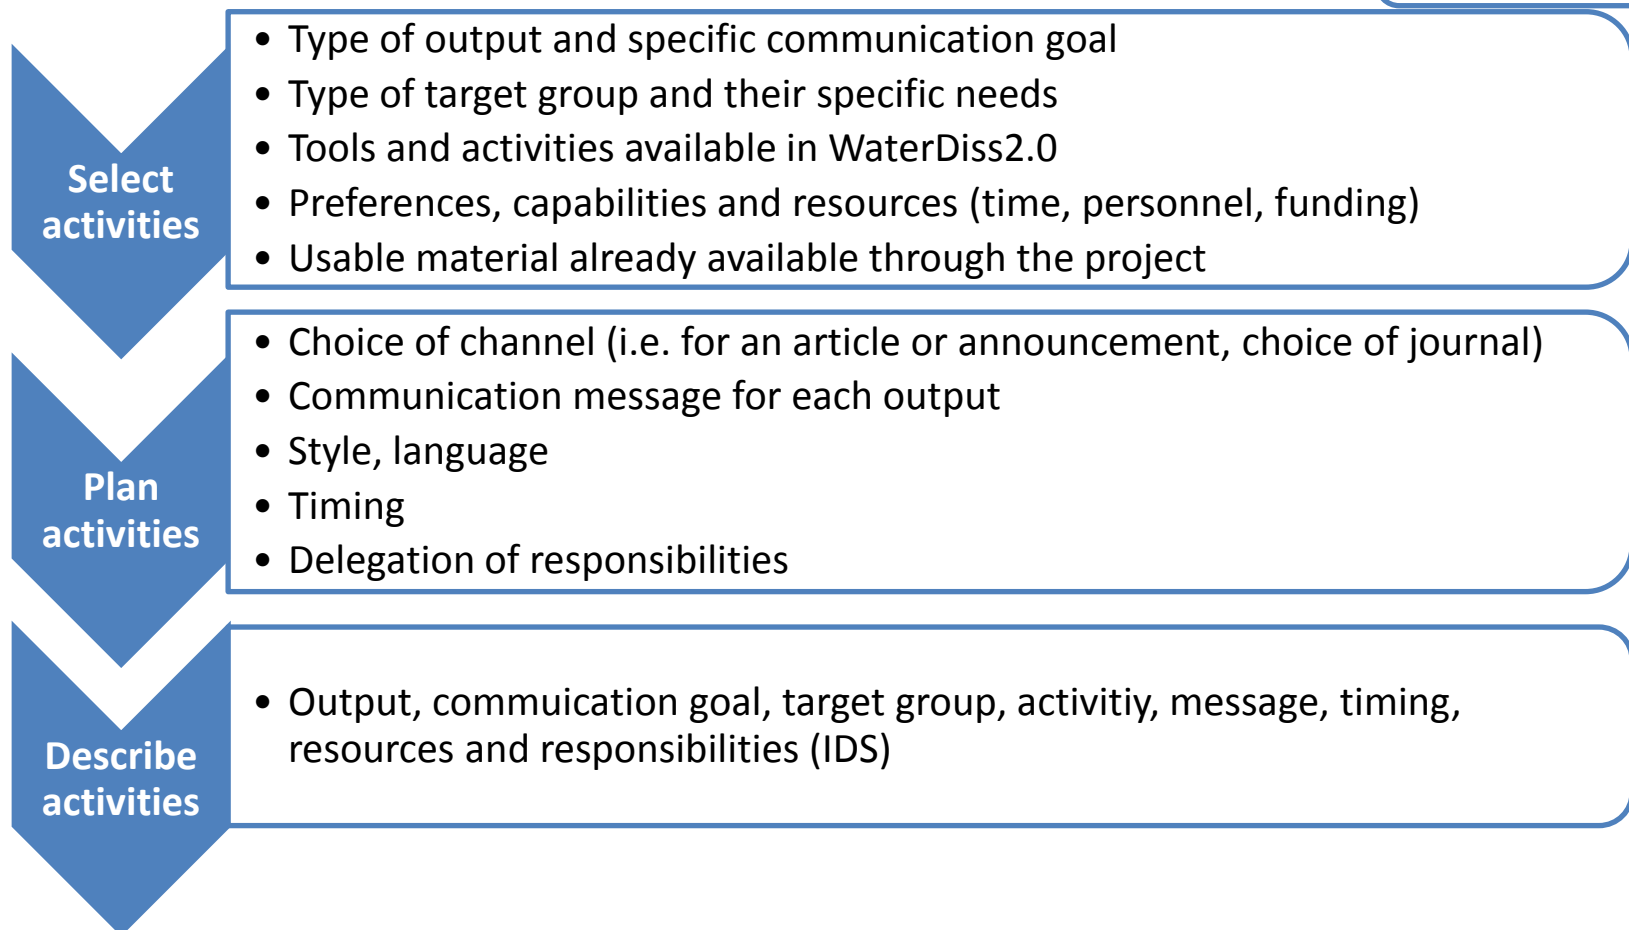 Select
activities
• Type of output and specific communication goal
• Type of target group and their specific needs
• Tools and activities available in WaterDiss2.0
• Preferences, capabilities and resources (time, personnel, funding)
• Usable material already available through the project
Plan
activities
• Choice of channel (i.e. for an article or announcement, choice of journal)
• Communication message for each output
• Style, language
• Timing
• Delegation of responsibilities
Describe
activities
• Output, commuication goal, target group, activitiy, message, timing,
resources and responsibilities (IDS)